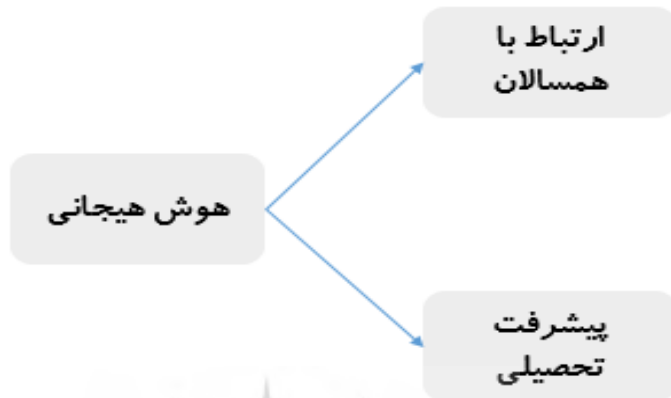 ارتباط با
همسالان
هوش هیجانی
پیشرفت
تحصیلی